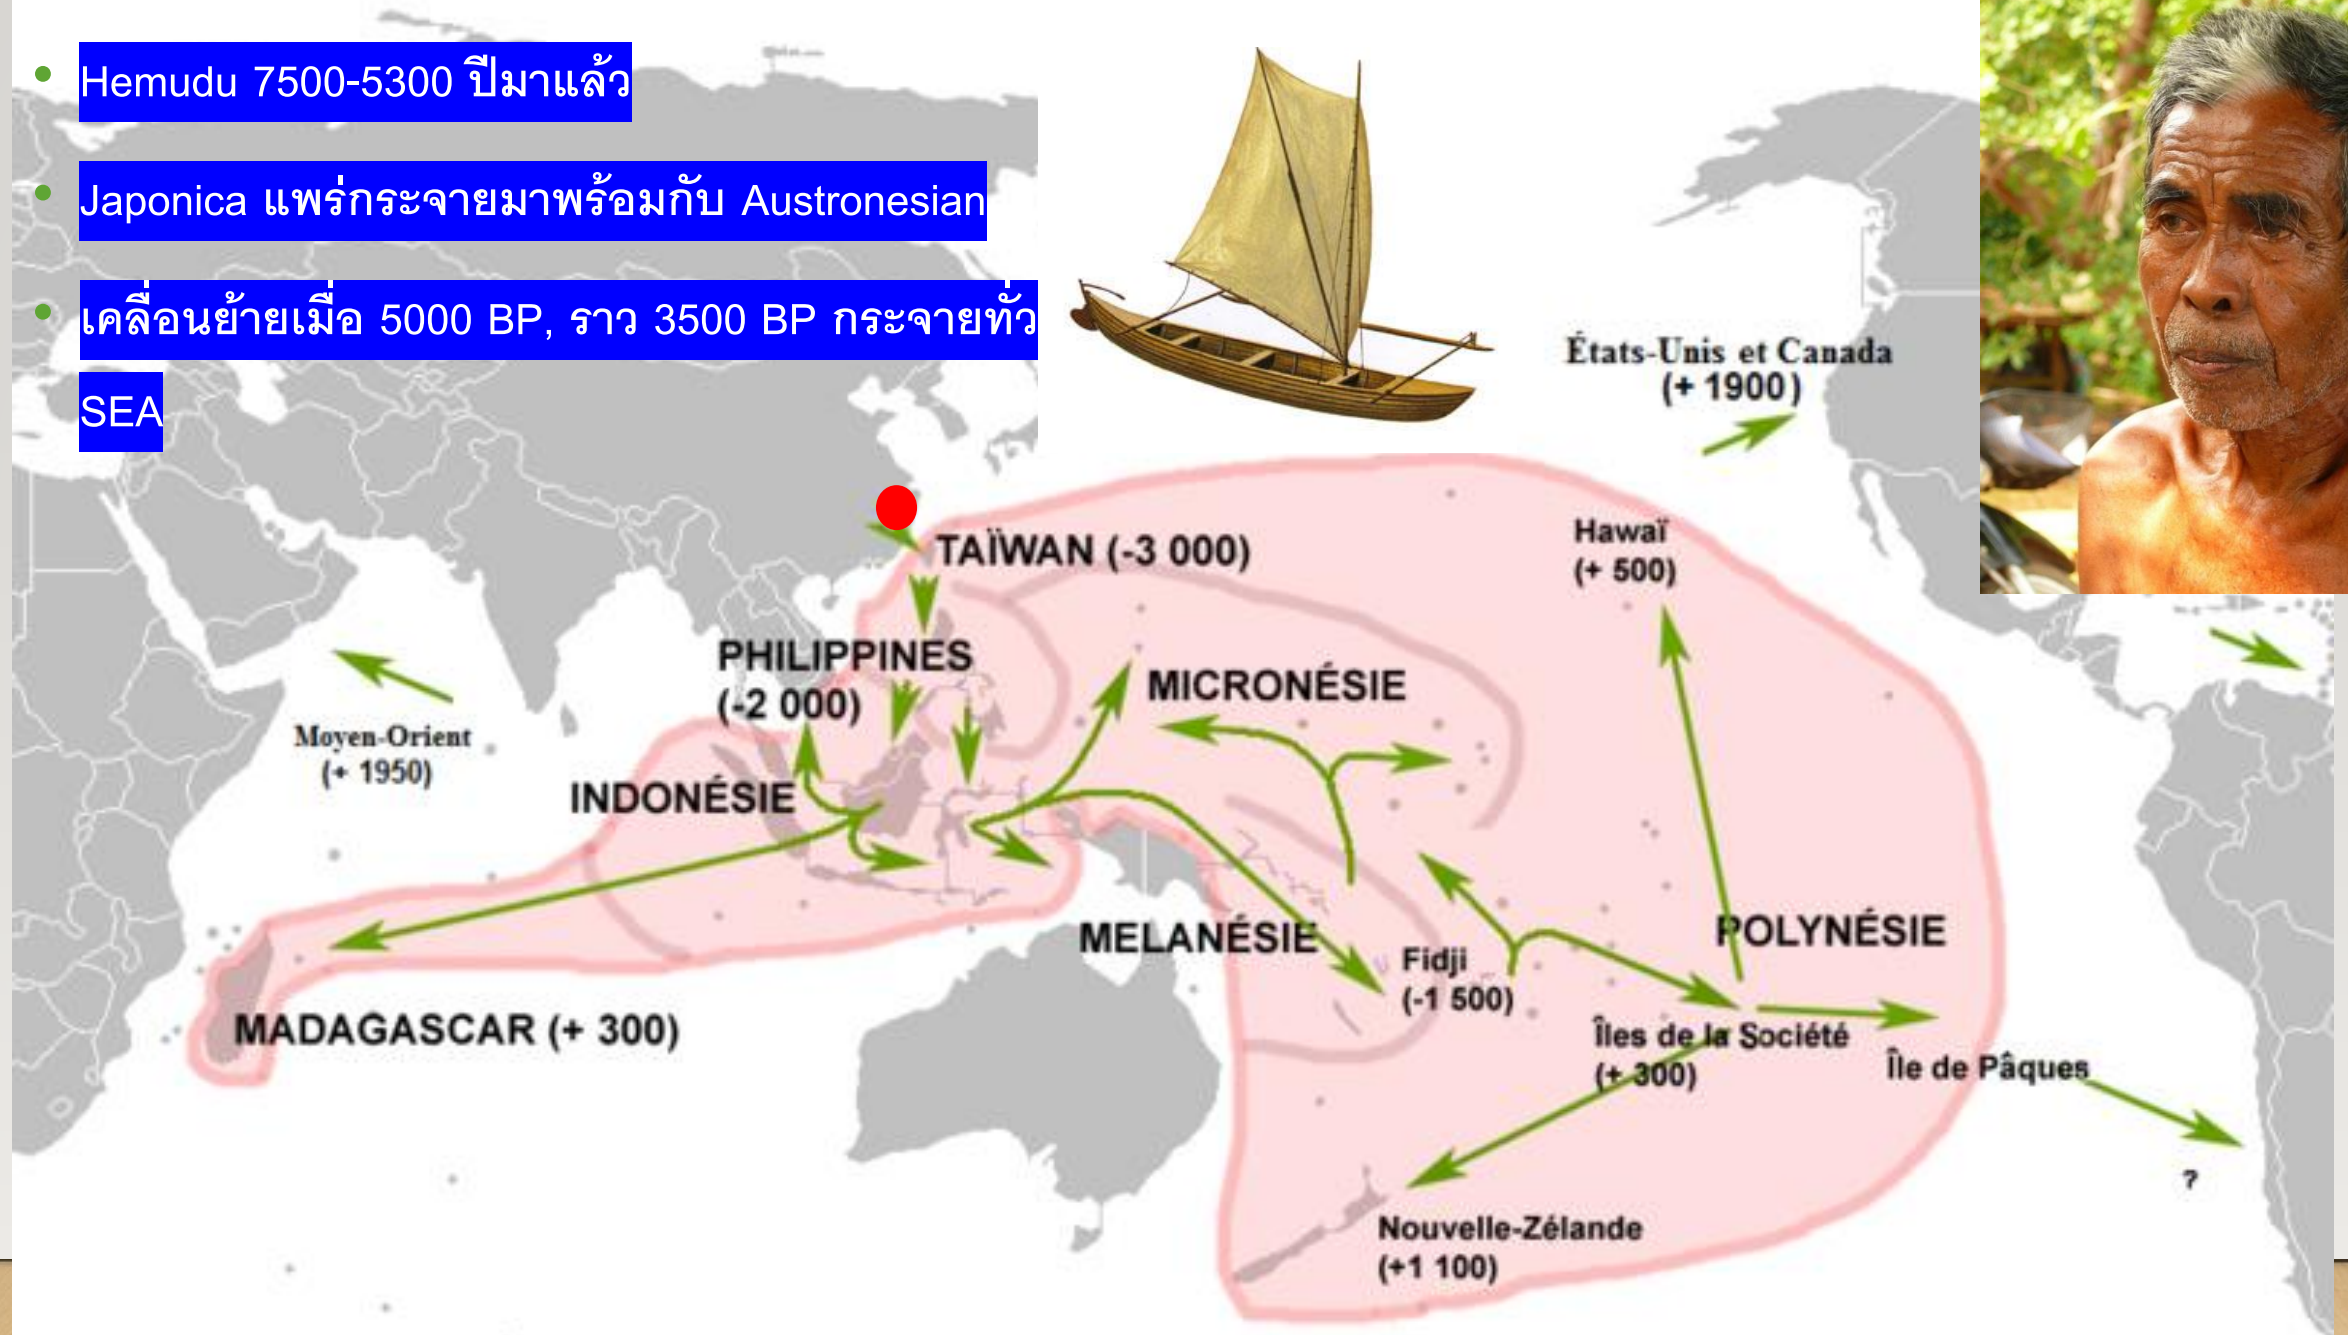 Hemudu 7500-5300 ปีมาแล้ว
Japonica แพร่กระจายมาพร้อมกับ Austronesian
เคลื่อนย้ายเมื่อ 5000 BP, ราว 3500 BP กระจายทั่ว
SEA
États-Unis et Canada
(+ 1900)
TAÏWAN (-3 000)
Hawaï
(+ 500)
PHILIPPINES
(-2 000)
MICRONÉSIE
Moyen-Orient
(+ 1950)
INDONÉSIE
MELANÉSIE
POLYNÉSIE
Fidji
(-1 500)
MADAGASCAR (+ 300)
Îles de la Société
(+ 300)
Île de Pâques
?
Nouvelle-Zélande
(+1 100)